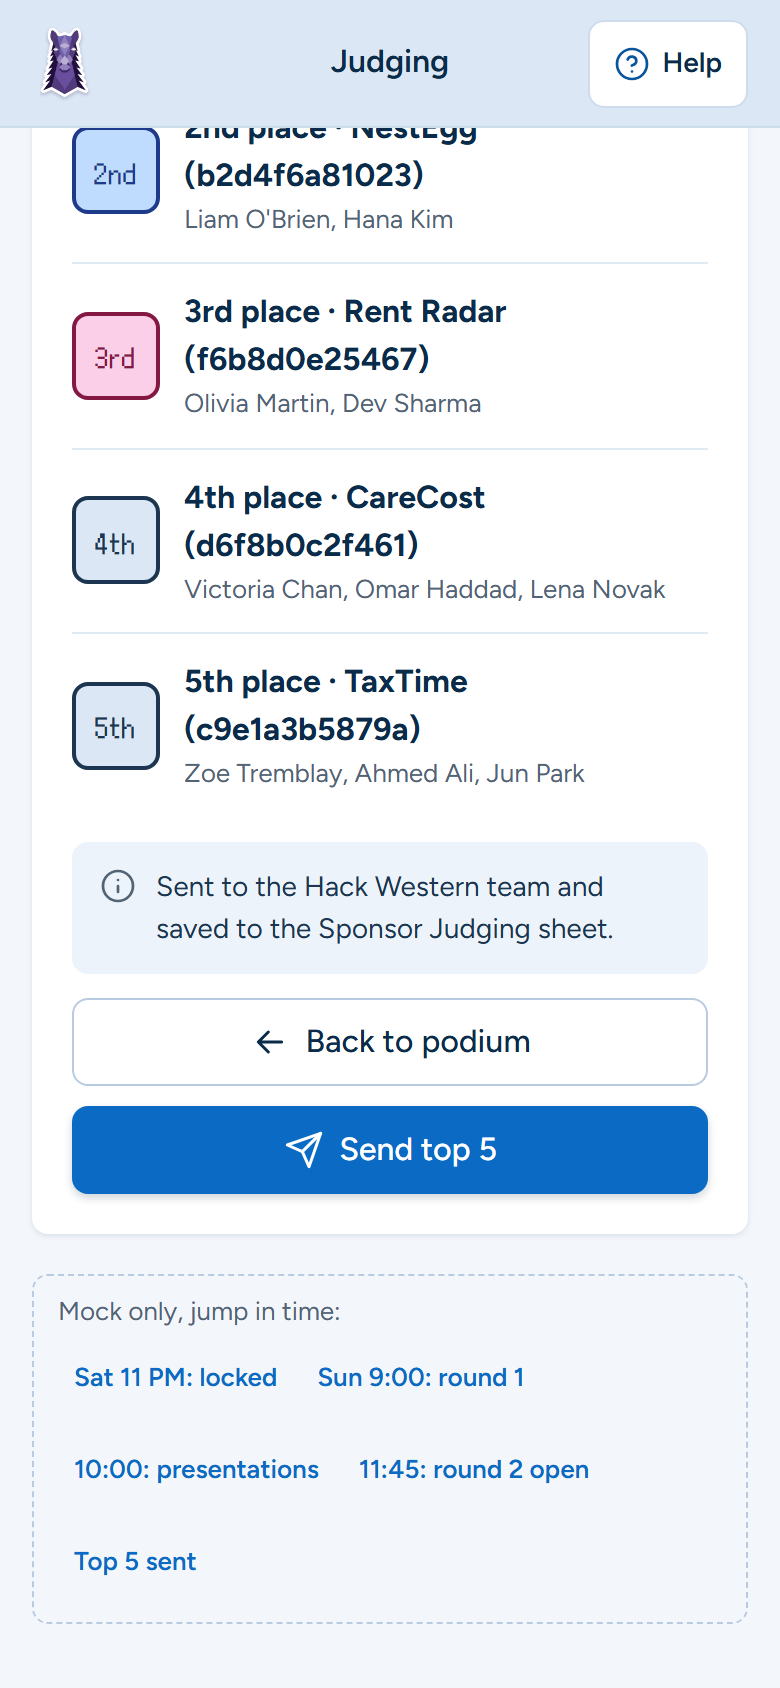 Judging
Help
2nd place · NestEgg
(b2d4f6a81023)
2nd
Liam O'Brien, Hana Kim
3rd place · Rent Radar
(f6b8d0e25467)
3rd
Olivia Martin, Dev Sharma
4th place · CareCost
(d6f8b0c2f461)
4th
Victoria Chan, Omar Haddad, Lena Novak
5th place · TaxTime
(c9e1a3b5879a)
5th
Zoe Tremblay, Ahmed Ali, Jun Park
Sent to the Hack Western team and
saved to the Sponsor Judging sheet.
Back to podium
Send top 5
Mock only, jump in time:
Sat 11 PM: locked Sun 9:00: round 1
10:00: presentations 11:45: round 2 open
Top 5 sent